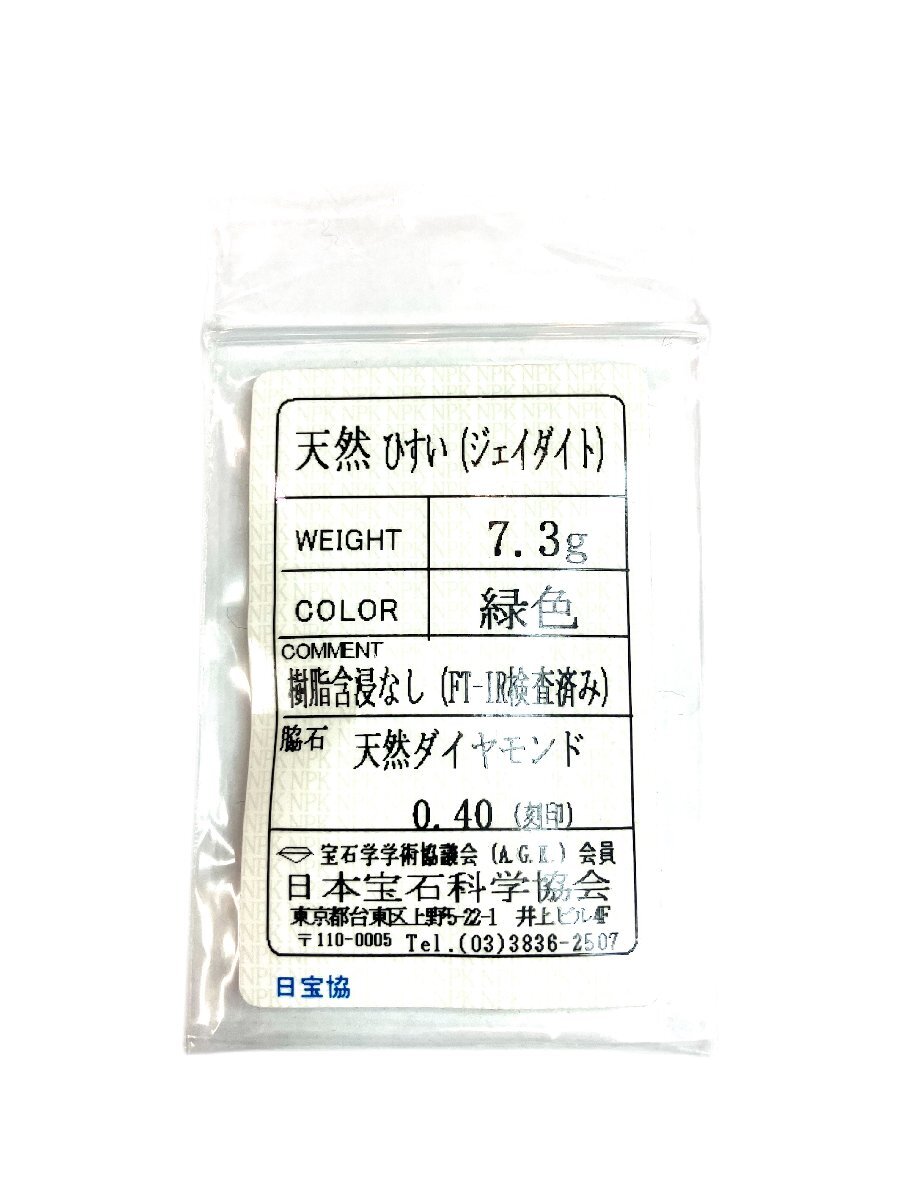 天然 ひすい (ジェイダイト)
WEIGHT 7.3g
COLOR 緑色
COMMENT
樹脂含浸なし (FT-IR検査済み)
脇石 天然ダイヤモンド
0.40 (刻印)
宝石学学術協議会 (A.G.K.) 会員
日本宝石科学協会
東京都台東区上野5-22-1 井上ビル4F
〒110-0005 Tel.(03)3836-2507
日宝協